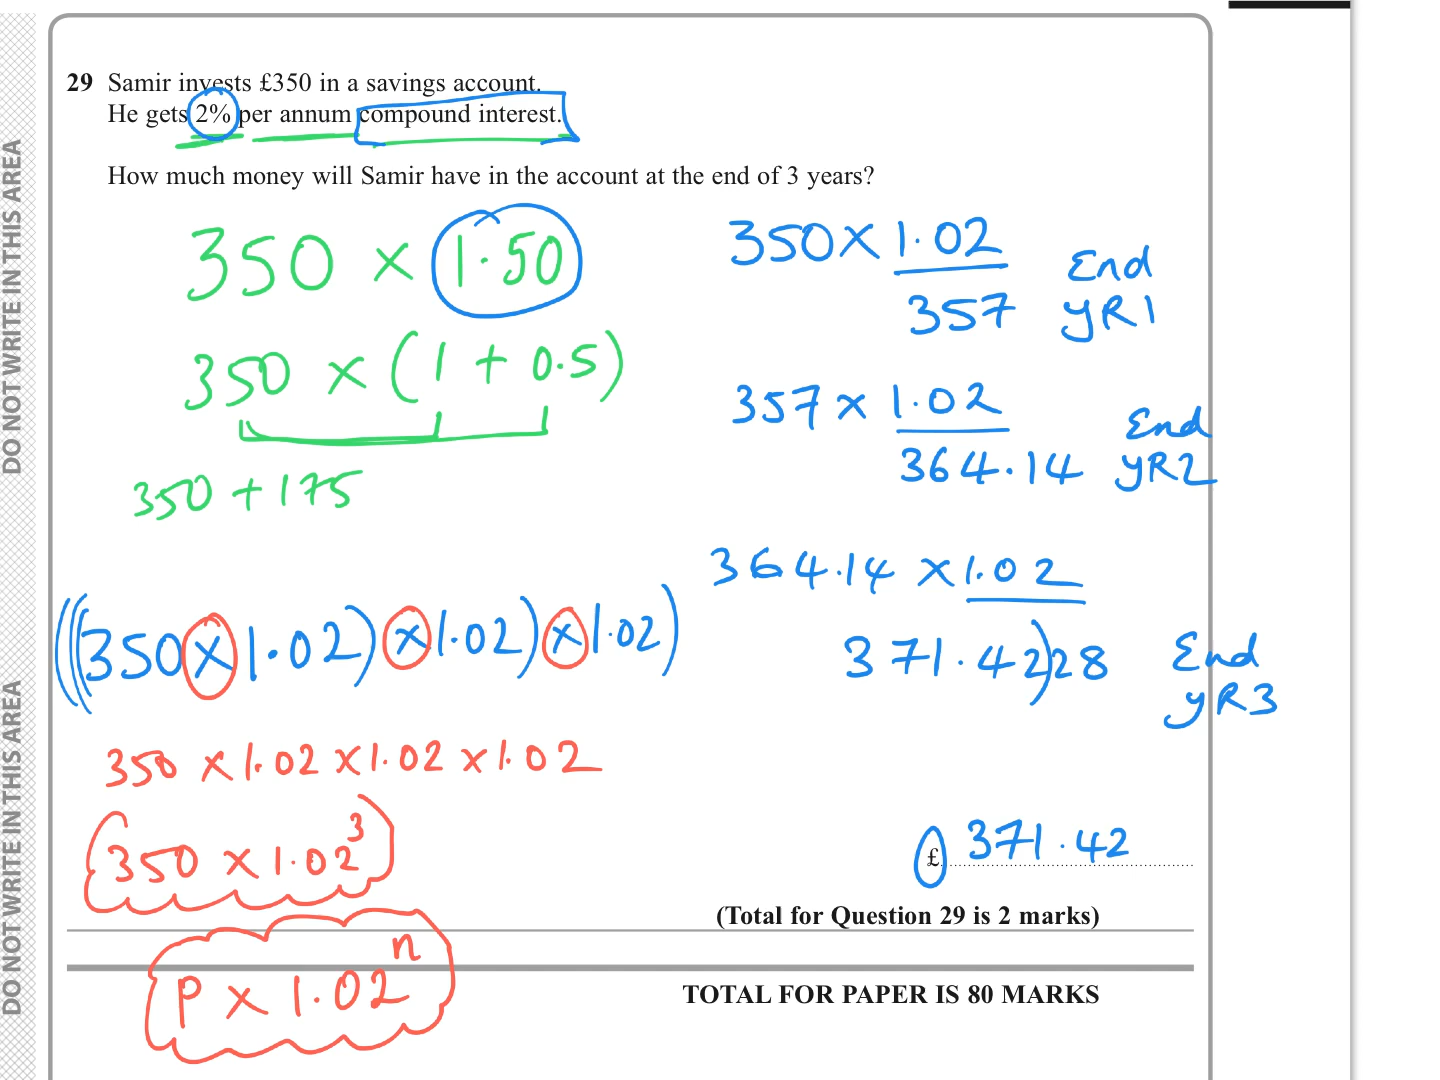 29 Samir invests £350 in a savings account.
He gets 2% per annum compound interest.
How much money will Samir have in the account at the end of 3 years?
350 × 1.50
350 × (1 + 0.5)
350 + 175
350 × 1.02
357 End YR1
357 × 1.02
364.14 End YR2
364.14 × 1.02
371.42)28 End YR3
(((350 × 1.02) × 1.02) × 1.02)
350 × 1.02 × 1.02 × 1.02
(350 × 1.02³)
P × 1.02ⁿ
£ 371.42
(Total for Question 29 is 2 marks)
TOTAL FOR PAPER IS 80 MARKS
DO NOT WRITE IN THIS AREA
DO NOT WRITE IN THIS AREA